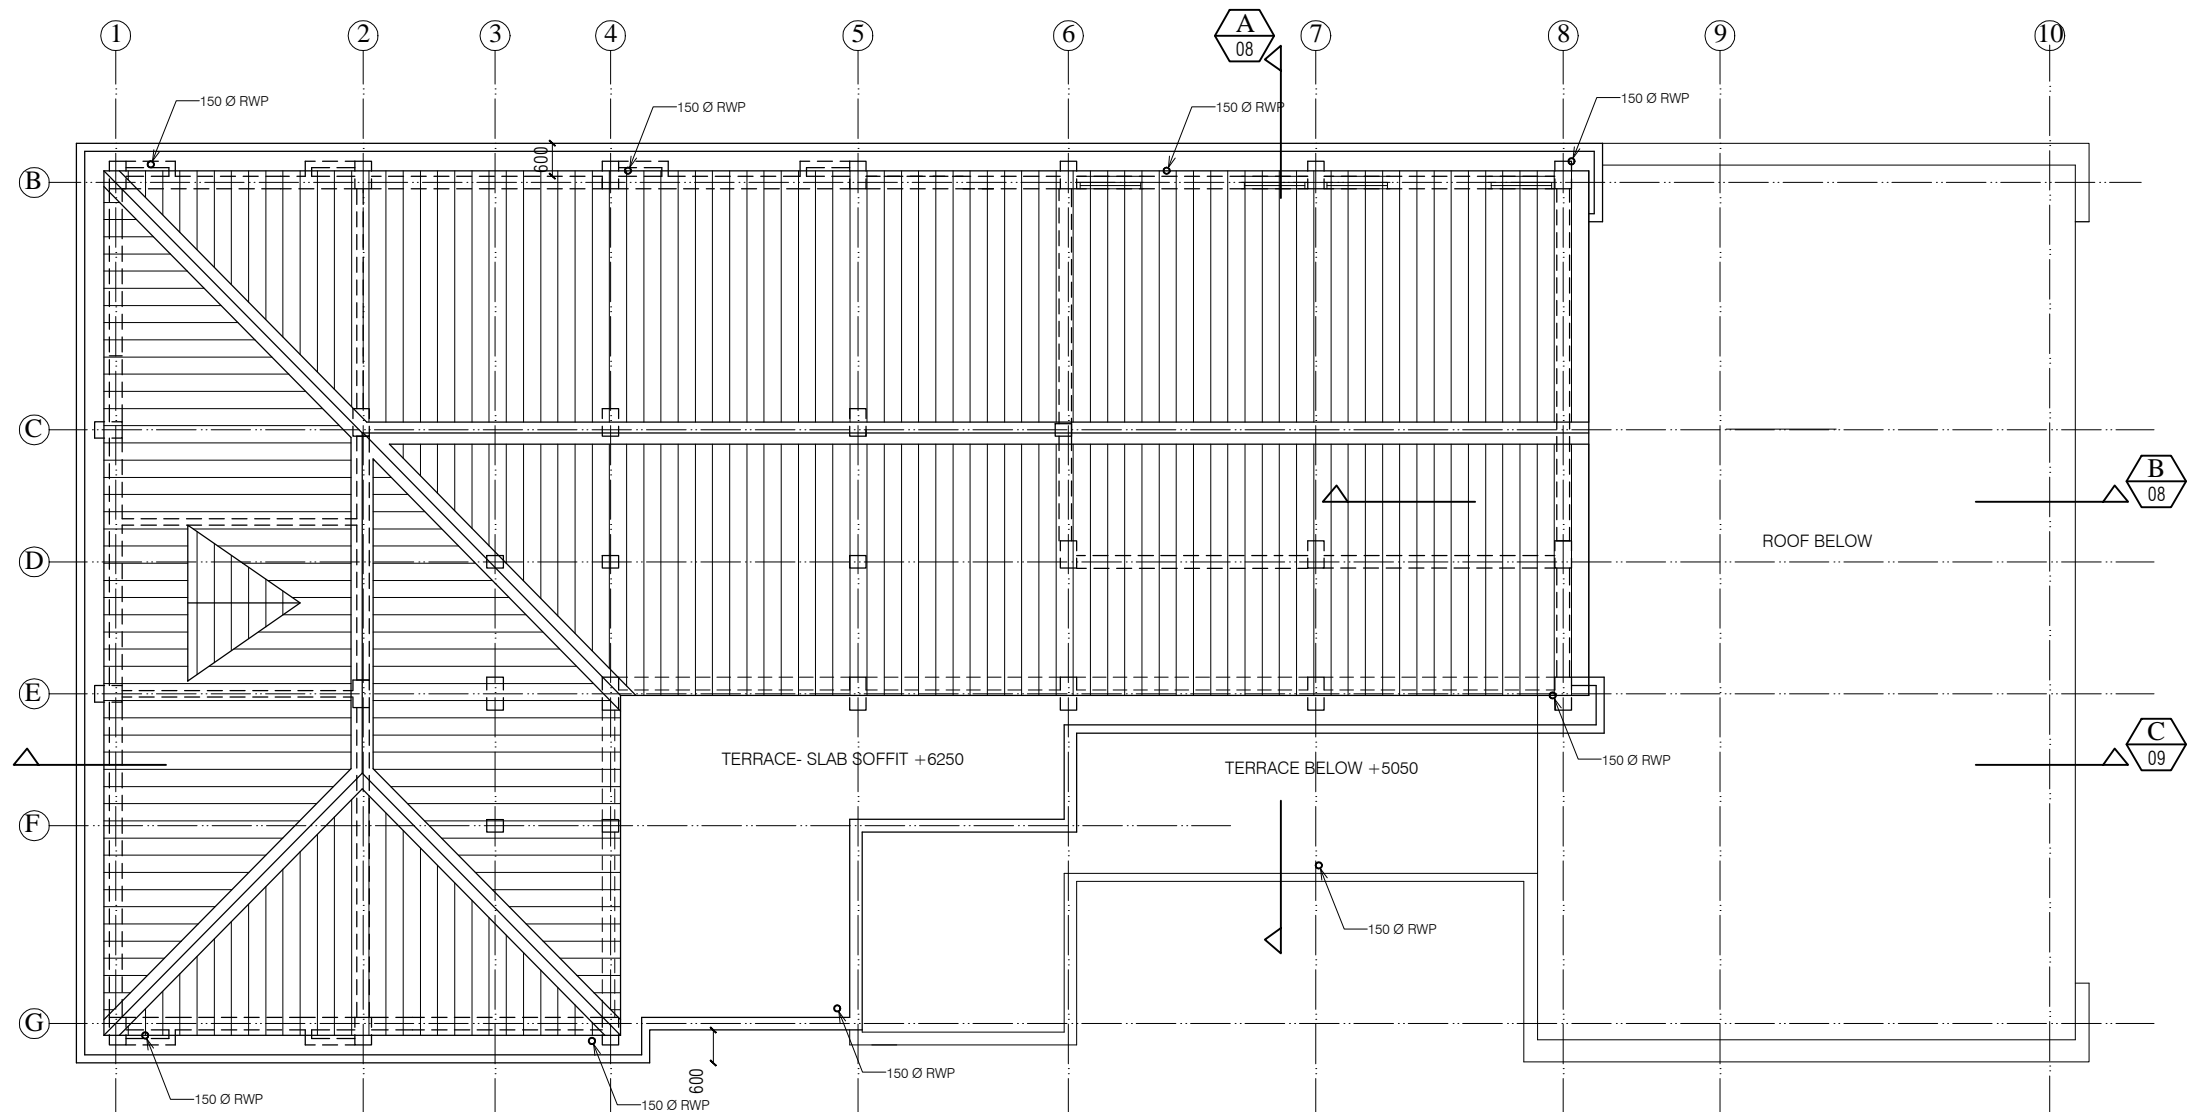 1 2 3 4 5 6 A 7 8 9 10
08
150 Ø RWP 150 Ø RWP 150 Ø RWP 150 Ø RWP
600
B
C
B
08
ROOF BELOW
D
E
TERRACE- SLAB SOFFIT +6250 TERRACE BELOW +5050 150 Ø RWP
C
09
F
150 Ø RWP
G
600
150 Ø RWP
150 Ø RWP
150 Ø RWP